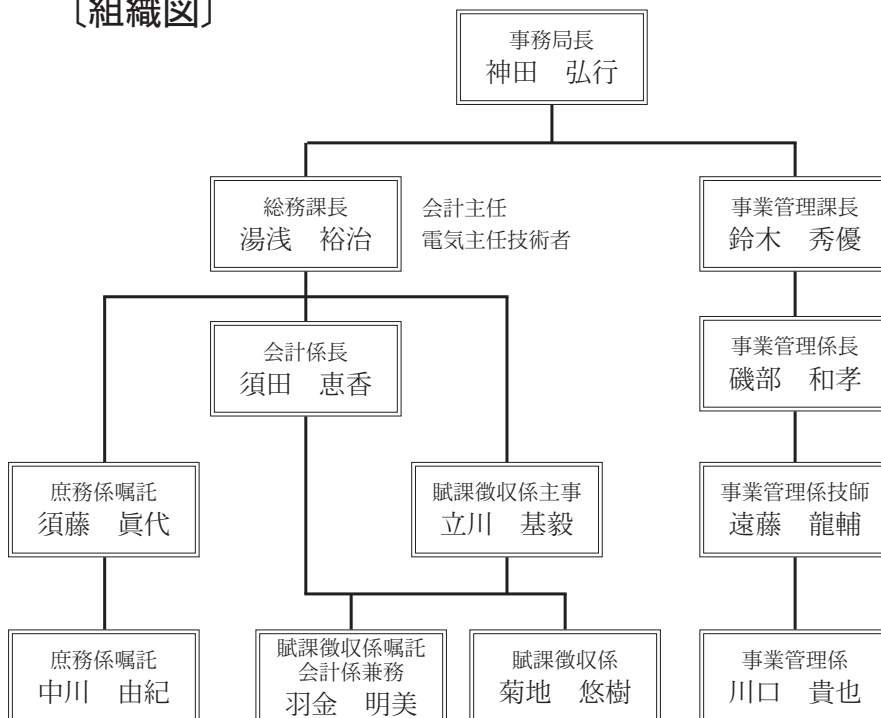 〔組織図〕
事務局長
神田　弘行
総務課長
湯浅　裕治
会計主任
電気主任技術者
事業管理課長
鈴木　秀優
会計係長
須田　恵香
事業管理係長
磯部　和孝
庶務係嘱託
須藤　眞代
賦課徴収係主事
立川　基毅
事業管理係技師
遠藤　龍輔
庶務係嘱託
中川　由紀
賦課徴収係嘱託
会計係兼務
羽金　明美
賦課徴収係
菊地　悠樹
事業管理係
川口　貴也